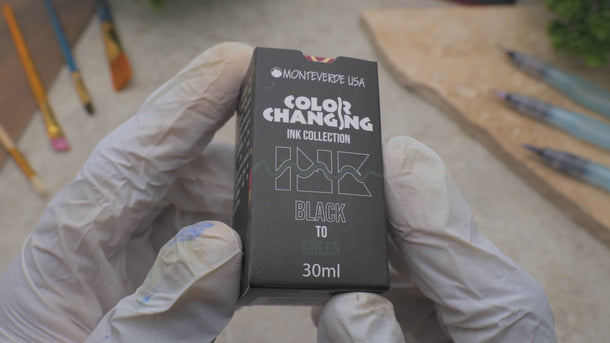 MONTEVERDE USA
COLOR
CHANGING
INK COLLECTION
INK
BLACK
TO
GREEN
30ml